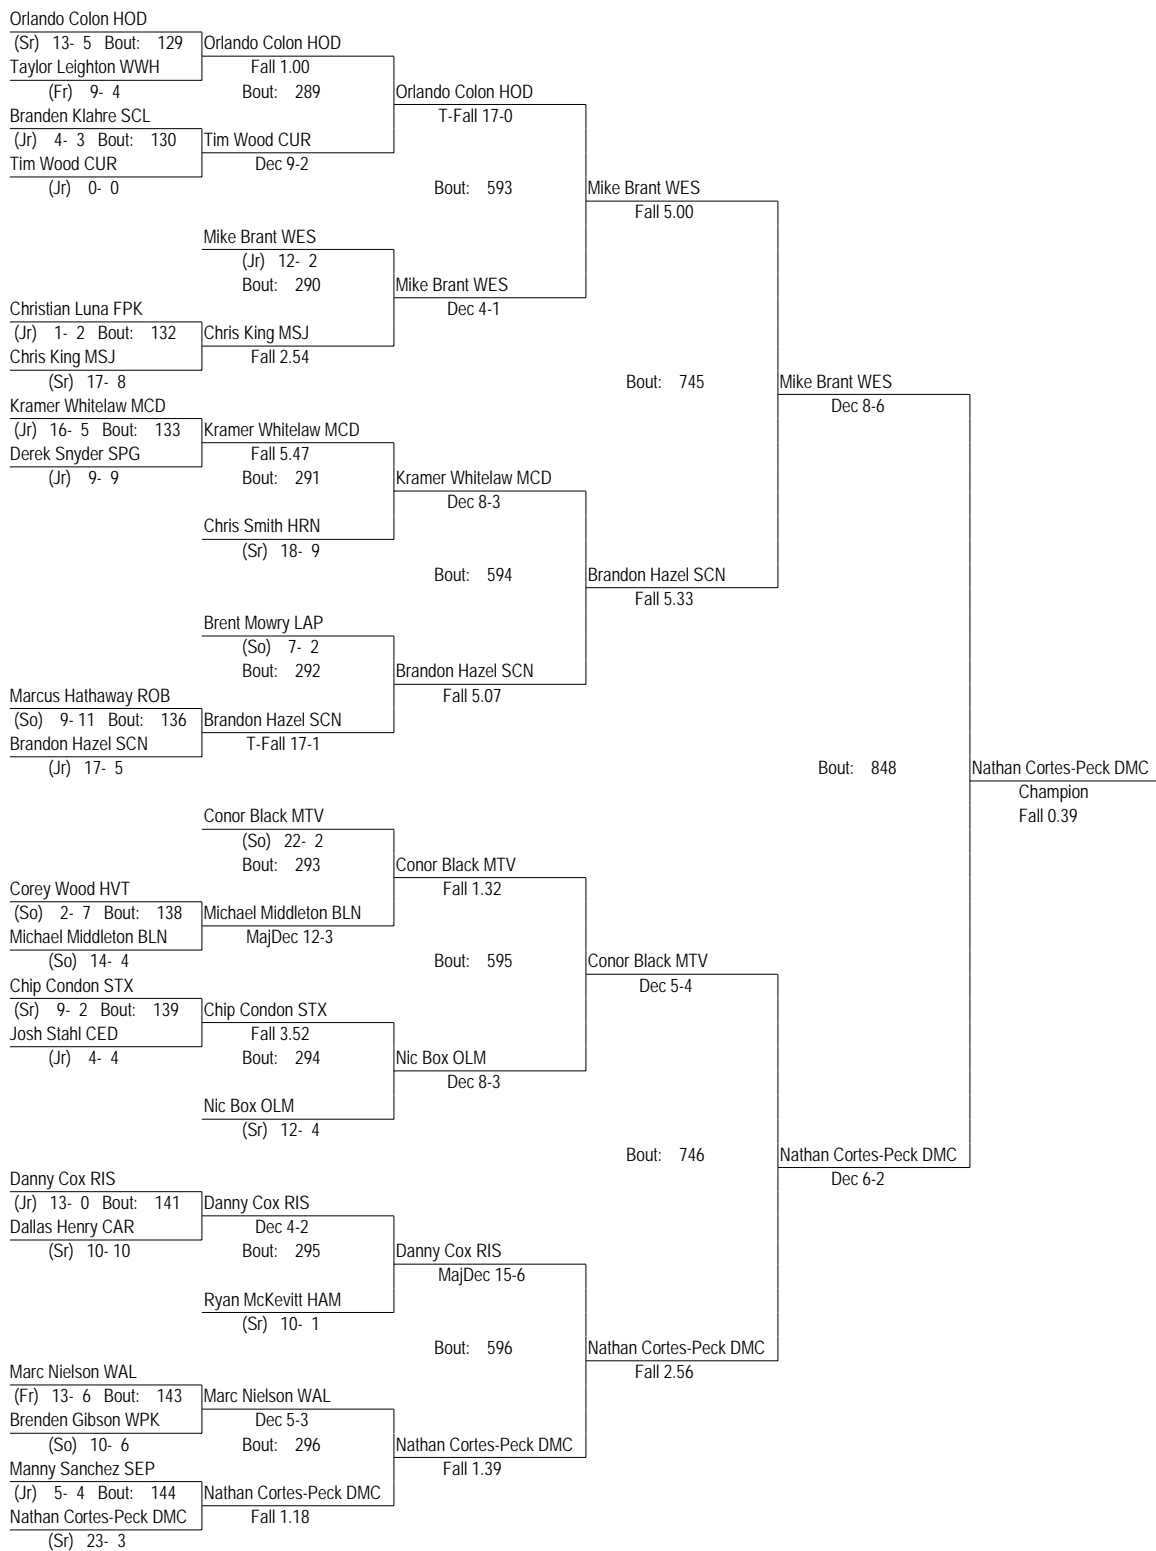 Orlando Colon HOD
(Sr) 13- 5 Bout: 129 Orlando Colon HOD
Taylor Leighton WWH Fall 1.00
(Fr) 9- 4 Bout: 289 Orlando Colon HOD
Branden Klahre SCL T-Fall 17-0
(Jr) 4- 3 Bout: 130 Tim Wood CUR
Tim Wood CUR Dec 9-2
(Jr) 0- 0 Bout: 593 Mike Brant WES
Fall 5.00
Mike Brant WES
(Jr) 12- 2
Bout: 290 Mike Brant WES
Christian Luna FPK Dec 4-1
(Jr) 1- 2 Bout: 132 Chris King MSJ
Chris King MSJ Fall 2.54
(Sr) 17- 8 Bout: 745 Mike Brant WES
Kramer Whitelaw MCD Dec 8-6
(Jr) 16- 5 Bout: 133 Kramer Whitelaw MCD
Derek Snyder SPG Fall 5.47
(Jr) 9- 9 Bout: 291 Kramer Whitelaw MCD
Dec 8-3
Chris Smith HRN
(Sr) 18- 9
Bout: 594 Brandon Hazel SCN
Fall 5.33
Brent Mowry LAP
(So) 7- 2
Bout: 292 Brandon Hazel SCN
Marcus Hathaway ROB Fall 5.07
(So) 9- 11 Bout: 136 Brandon Hazel SCN
Brandon Hazel SCN T-Fall 17-1
(Jr) 17- 5 Bout: 848 Nathan Cortes-Peck DMC
Champion
Conor Black MTV Fall 0.39
(So) 22- 2
Bout: 293 Conor Black MTV
Corey Wood HVT Fall 1.32
(So) 2- 7 Bout: 138 Michael Middleton BLN
Michael Middleton BLN MajDec 12-3
(So) 14- 4 Bout: 595 Conor Black MTV
Chip Condon STX Dec 5-4
(Sr) 9- 2 Bout: 139 Chip Condon STX
Josh Stahl CED Fall 3.52
(Jr) 4- 4 Bout: 294 Nic Box OLM
Dec 8-3
Nic Box OLM
(Sr) 12- 4
Bout: 746 Nathan Cortes-Peck DMC
Danny Cox RIS Dec 6-2
(Jr) 13- 0 Bout: 141 Danny Cox RIS
Dallas Henry CAR Dec 4-2
(Sr) 10- 10 Bout: 295 Danny Cox RIS
MajDec 15-6
Ryan McKevitt HAM
(Sr) 10- 1
Bout: 596 Nathan Cortes-Peck DMC
Marc Nielson WAL Fall 2.56
(Fr) 13- 6 Bout: 143 Marc Nielson WAL
Brenden Gibson WPK Dec 5-3
(So) 10- 6 Bout: 296 Nathan Cortes-Peck DMC
Manny Sanchez SEP Fall 1.39
(Jr) 5- 4 Bout: 144 Nathan Cortes-Peck DMC
Nathan Cortes-Peck DMC Fall 1.18
(Sr) 23- 3